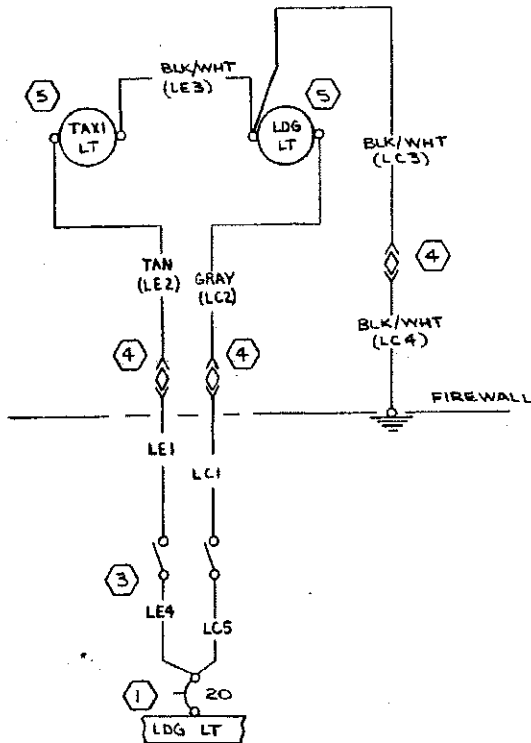 BLK/WHT
(LE3)
5
5
TAXI
LT
LDG
LT
BLK/WHT
(LC3)
TAN
(LE2)
GRAY
(LC2)
4
BLK/WHT
(LC4)
4
4
FIREWALL
LE1
LC1
3
LE4
LC5
1
20
LDG LT